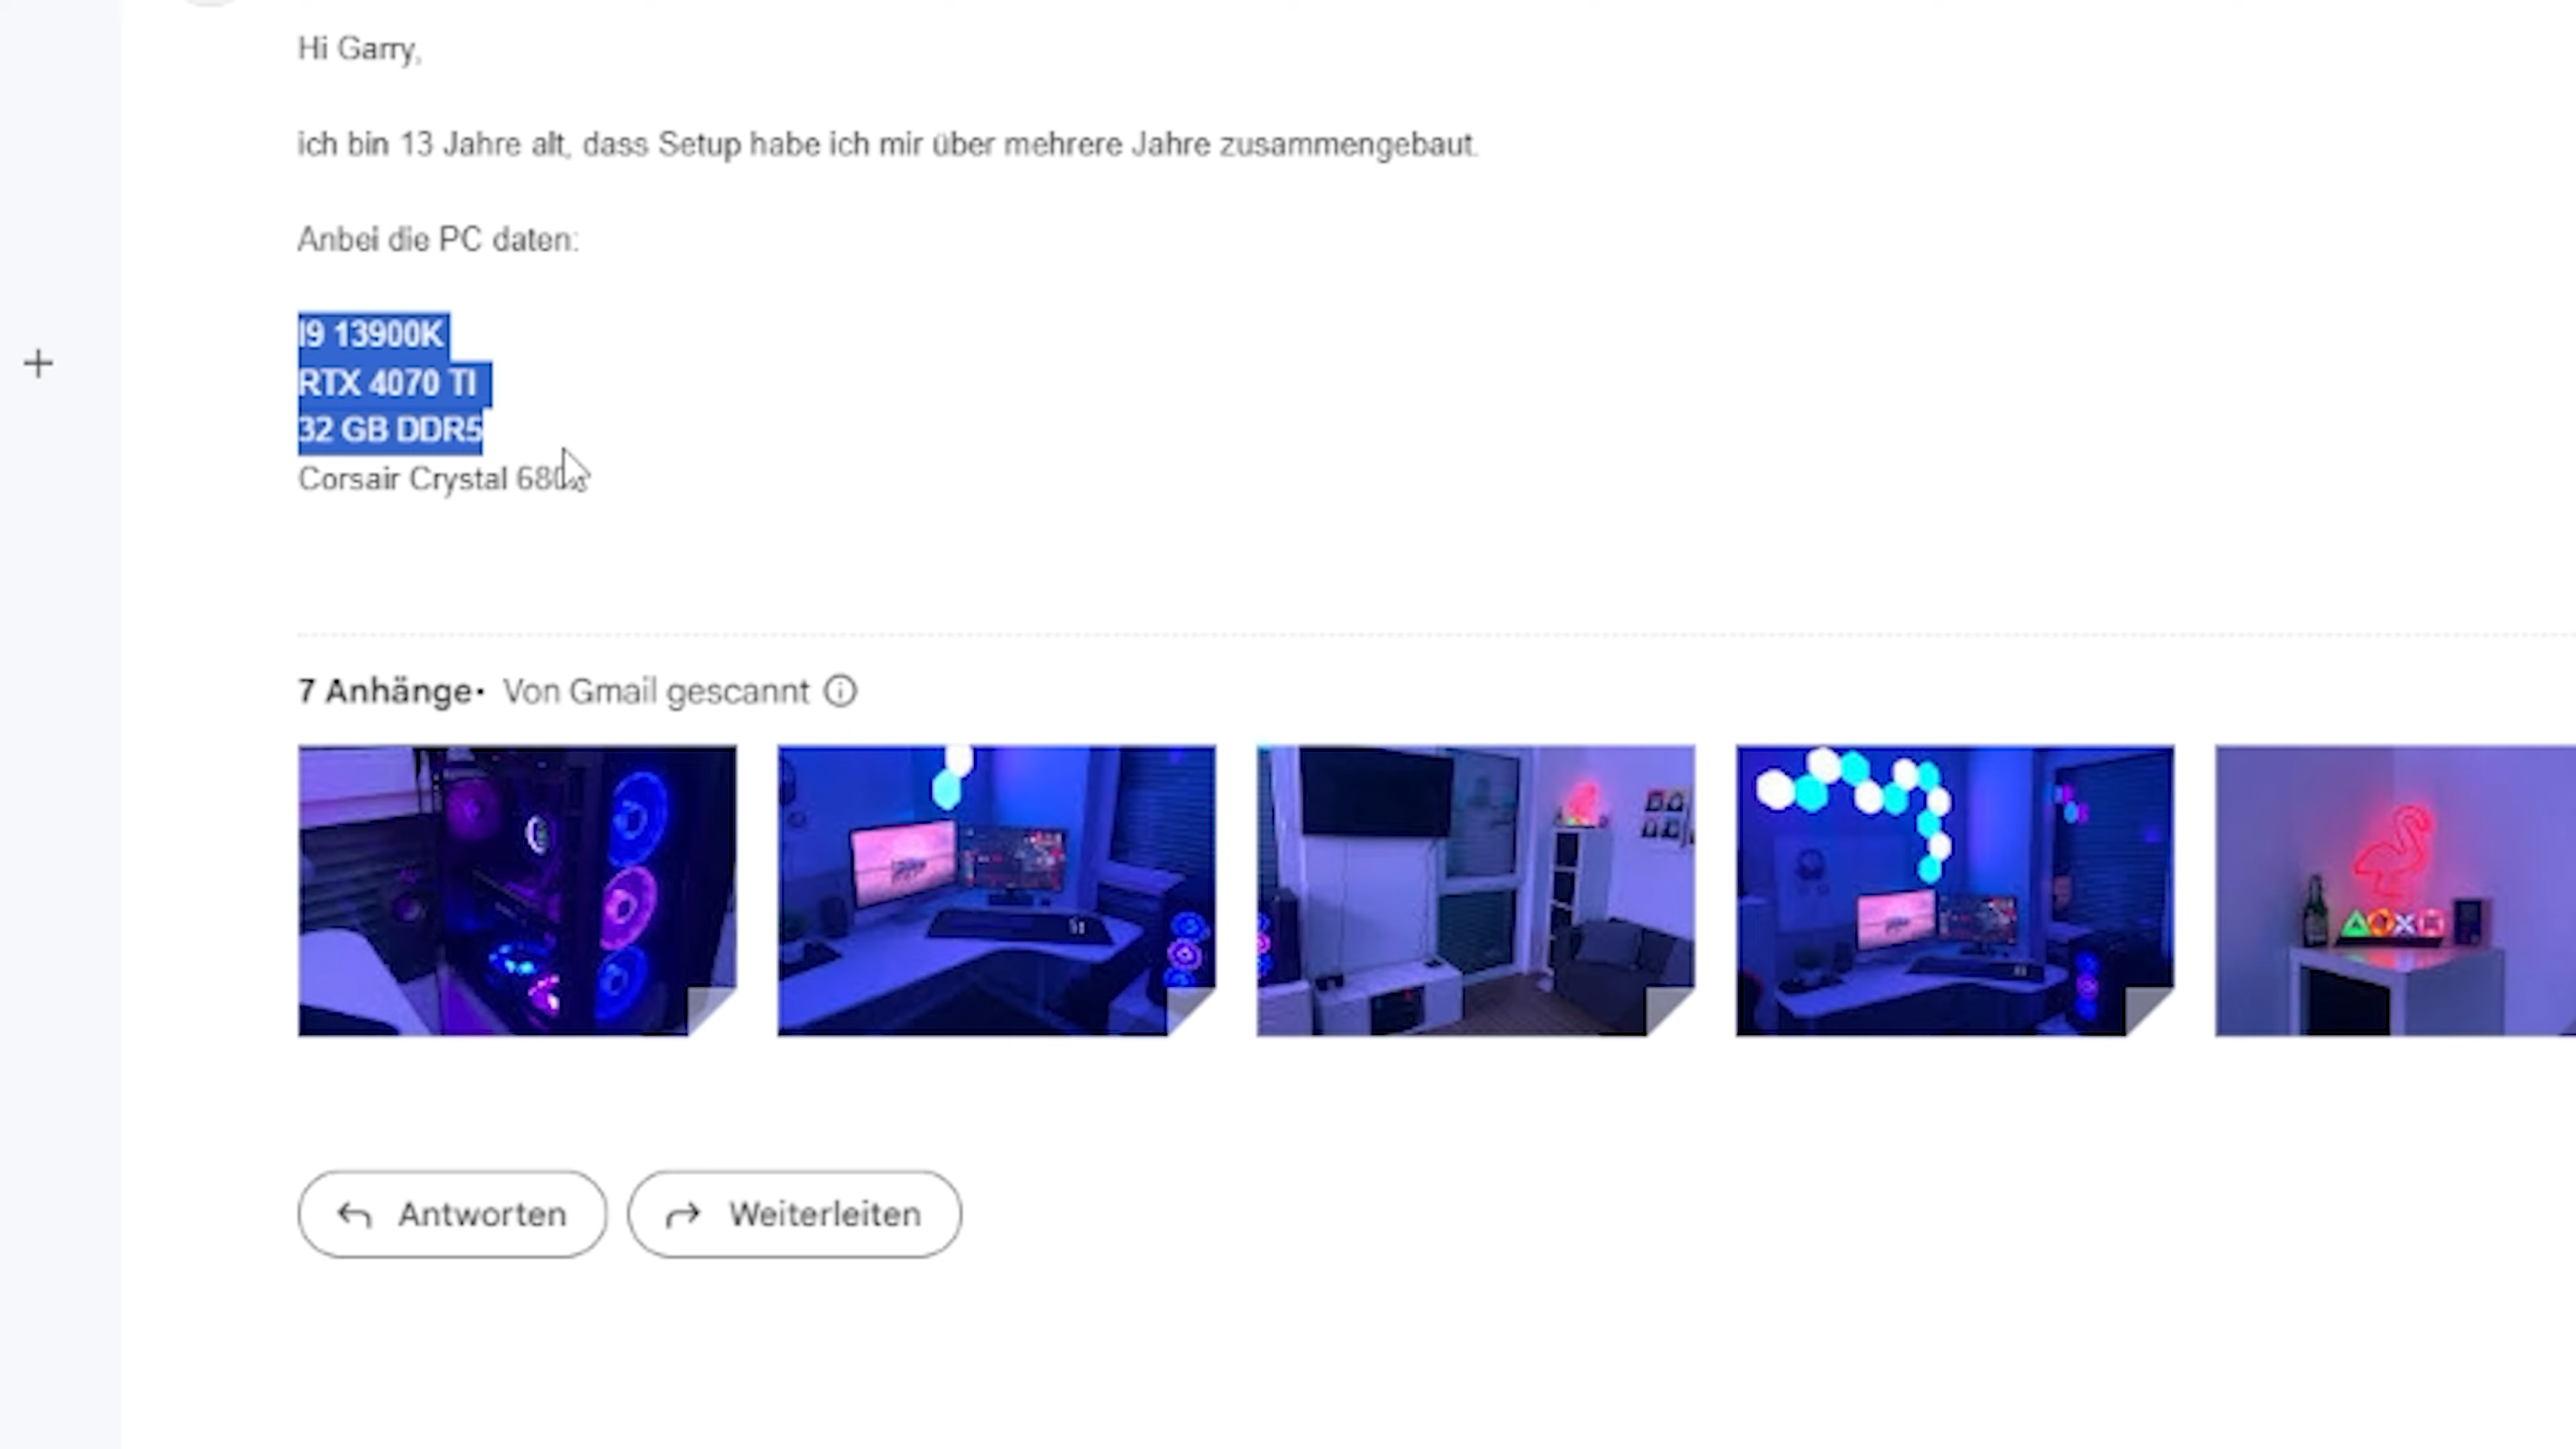 Hi Garry,
ich bin 13 Jahre alt, dass Setup habe ich mir über mehrere Jahre zusammengebaut.
Anbei die PC daten:
I9 13900K
RTX 4070 TI
32 GB DDR5
Corsair Crystal
7 Anhänge• Von Gmail gescannt
Antworten
Weiterleiten